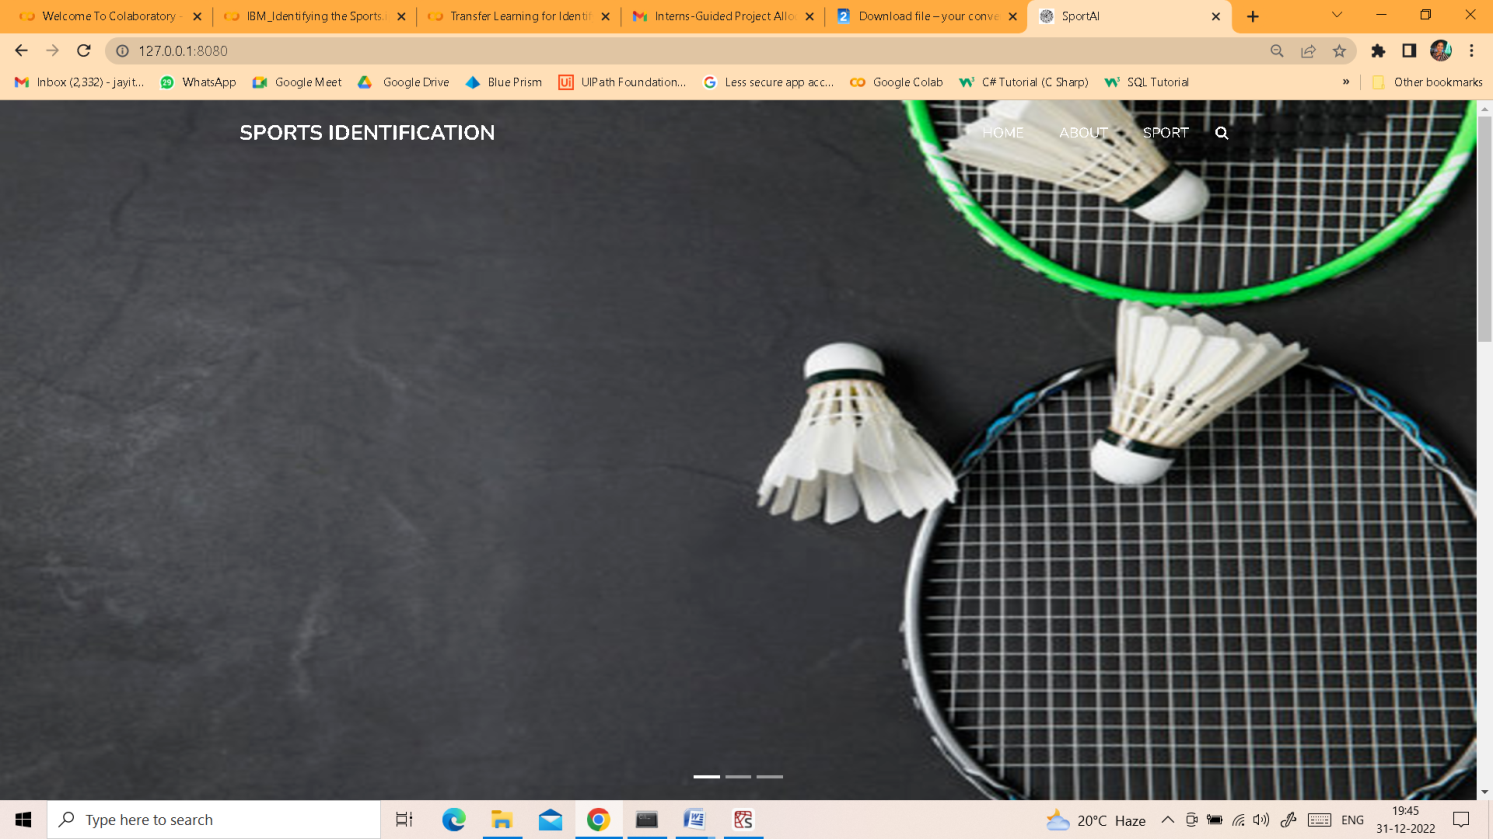 Welcome To Colaboratory -
IBM_Identifying the Sports.i
Transfer Learning for Identif
Interns-Guided Project Allo
Download file – your conve
SportAI
127.0.0.1:8080
Inbox (2,332) - jayit...
29
WhatsApp
Google Meet
Google Drive
Blue Prism
Ui
UIPath Foundation...
Less secure app acc...
Google Colab
C# Tutorial (C Sharp)
SQL Tutorial
»
Other bookmarks
SPORTS IDENTIFICATION
HOME
ABOUT
SPORT
Type here to search
20°C Haze
ENG
19:45
31-12-2022